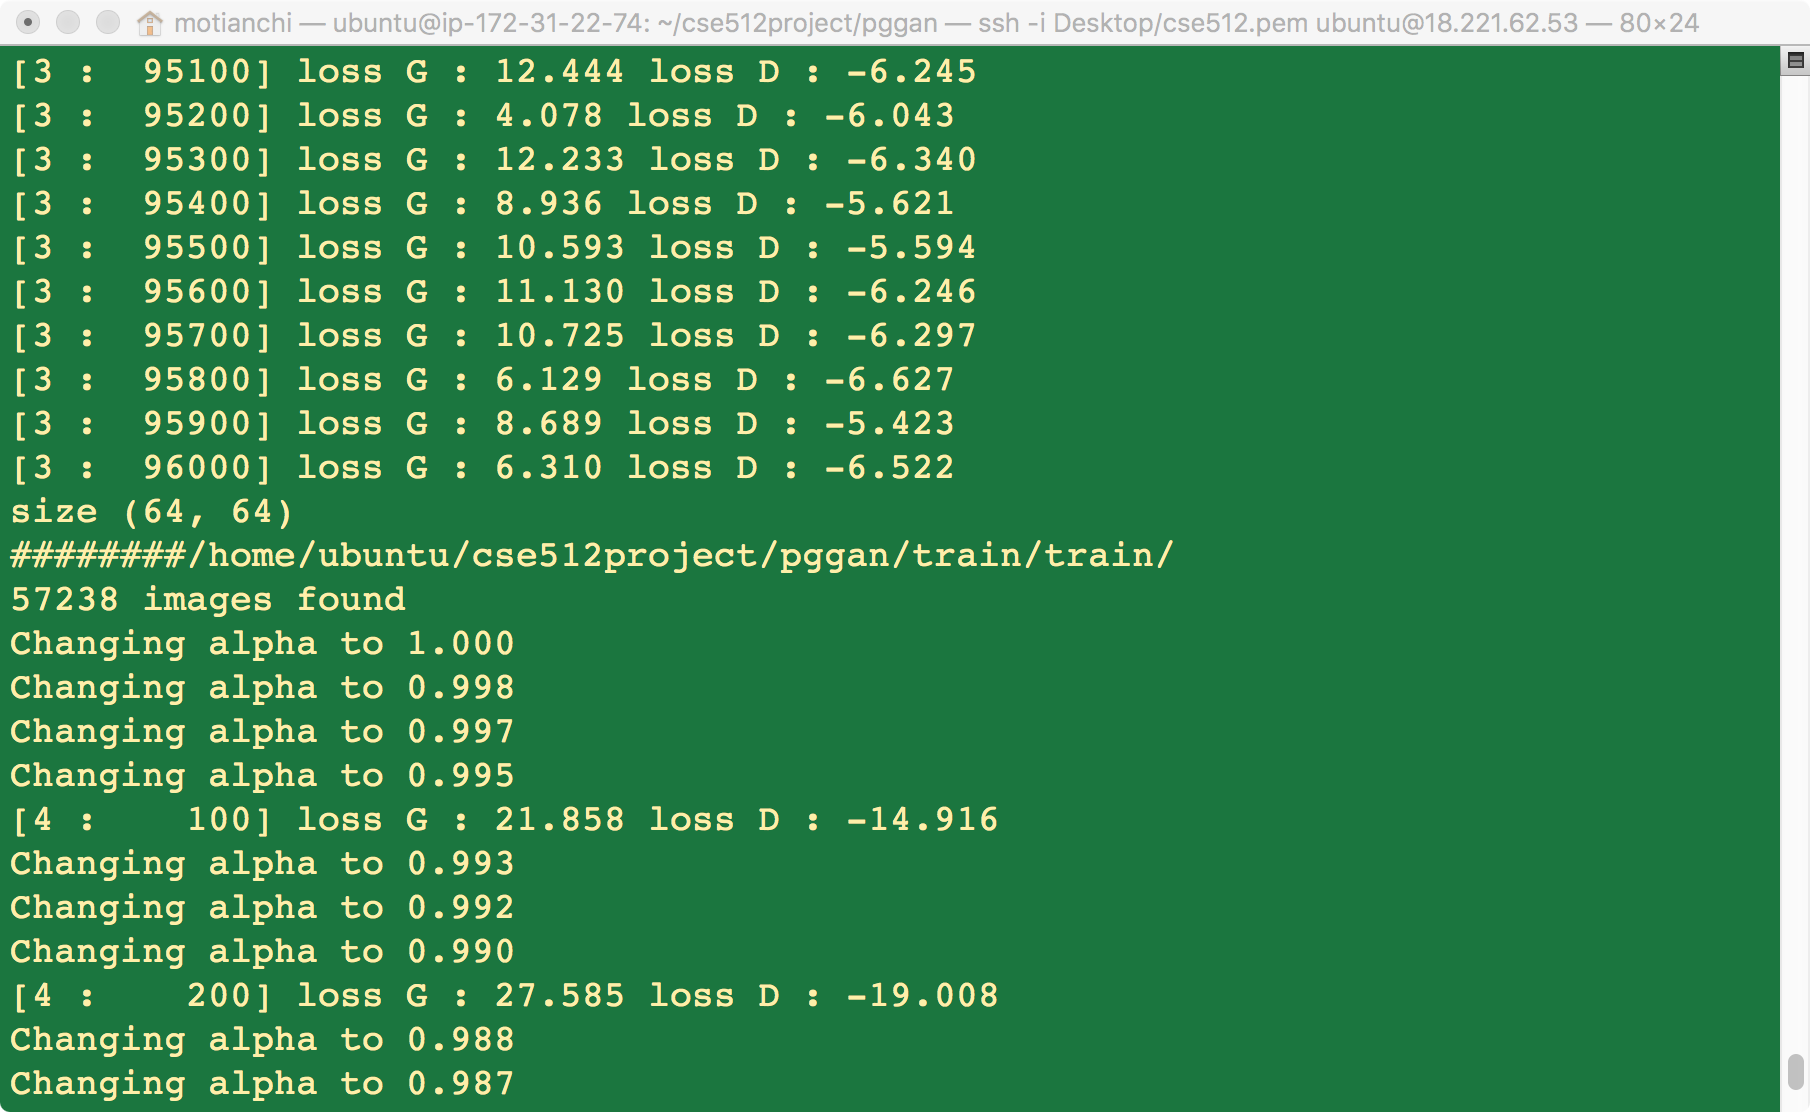 motianchi — ubuntu@ip-172-31-22-74: ~/cse512project/pggan — ssh -i Desktop/cse512.pem ubuntu@18.221.62.53 — 80×24
[3 :  95100] loss G : 12.444 loss D : -6.245
[3 :  95200] loss G : 4.078 loss D : -6.043
[3 :  95300] loss G : 12.233 loss D : -6.340
[3 :  95400] loss G : 8.936 loss D : -5.621
[3 :  95500] loss G : 10.593 loss D : -5.594
[3 :  95600] loss G : 11.130 loss D : -6.246
[3 :  95700] loss G : 10.725 loss D : -6.297
[3 :  95800] loss G : 6.129 loss D : -6.627
[3 :  95900] loss G : 8.689 loss D : -5.423
[3 :  96000] loss G : 6.310 loss D : -6.522
size (64, 64)
########/home/ubuntu/cse512project/pggan/train/train/
57238 images found
Changing alpha to 1.000
Changing alpha to 0.998
Changing alpha to 0.997
Changing alpha to 0.995
[4 :    100] loss G : 21.858 loss D : -14.916
Changing alpha to 0.993
Changing alpha to 0.992
Changing alpha to 0.990
[4 :    200] loss G : 27.585 loss D : -19.008
Changing alpha to 0.988
Changing alpha to 0.987